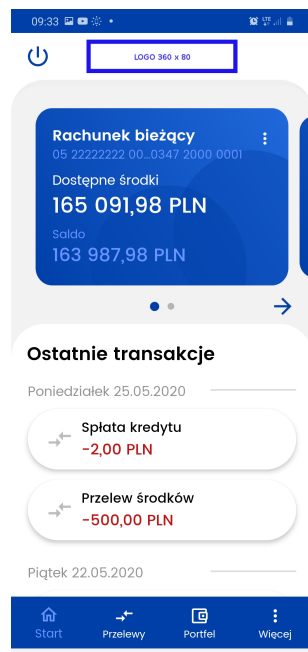 09:33
LOGO 360 x 80
Rachunek bieżący
05 22222222 00...0347 2000 0001
Dostępne środki
165 091,98 PLN
Saldo
163 987,98 PLN
Ostatnie transakcje
Poniedziałek 25.05.2020
Spłata kredytu
-2,00 PLN
Przelew środków
-500,00 PLN
Piątek 22.05.2020
Start Przelewy Portfel Więcej